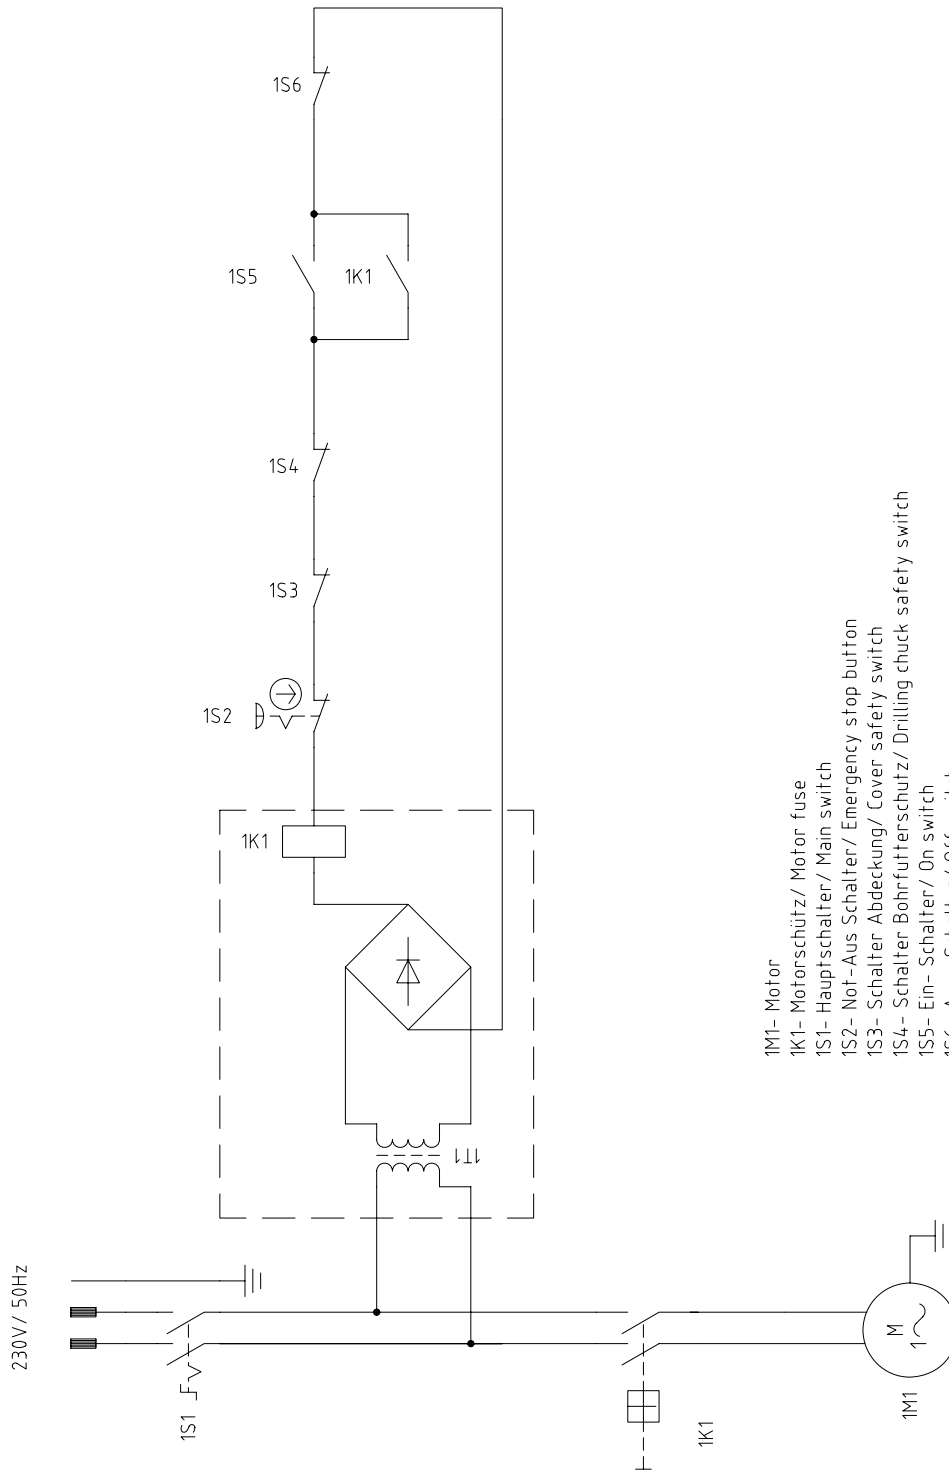 230V/ 50Hz
1S1
1K1
1M1
M
1
1T1
1K1
1S2
1S3
1S4
1S5
1K1
1S6
1M1- Motor
1K1- Motorschütz/ Motor fuse
1S1- Hauptschalter/ Main switch
1S2- Not-Aus Schalter/ Emergency stop button
1S3- Schalter Abdeckung/ Cover safety switch
1S4- Schalter Bohrfutterschutz/ Drilling chuck safety switch
1S5- Ein- Schalter/ On switch